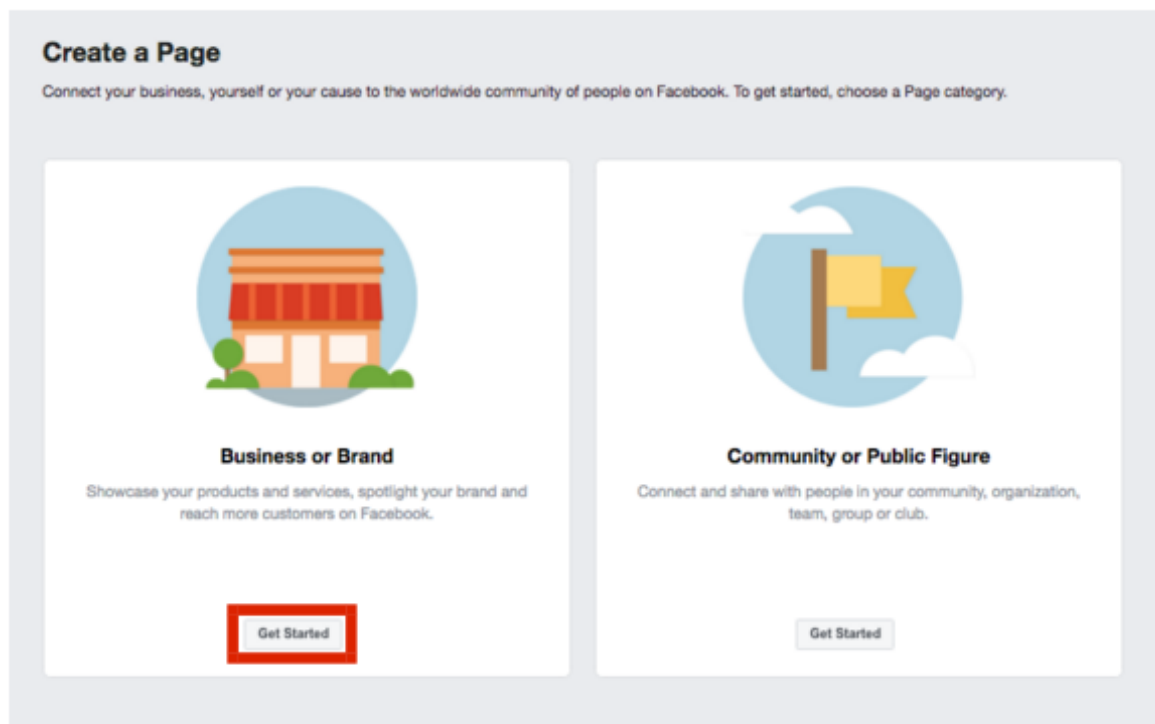 Create a Page
Connect your business, yourself or your cause to the worldwide community of people on Facebook. To get started, choose a Page category.
Business or Brand
Showcase your products and services, spotlight your brand and
reach more customers on Facebook.
Get Started
Community or Public Figure
Connect and share with people in your community, organization,
team, group or club.
Get Started